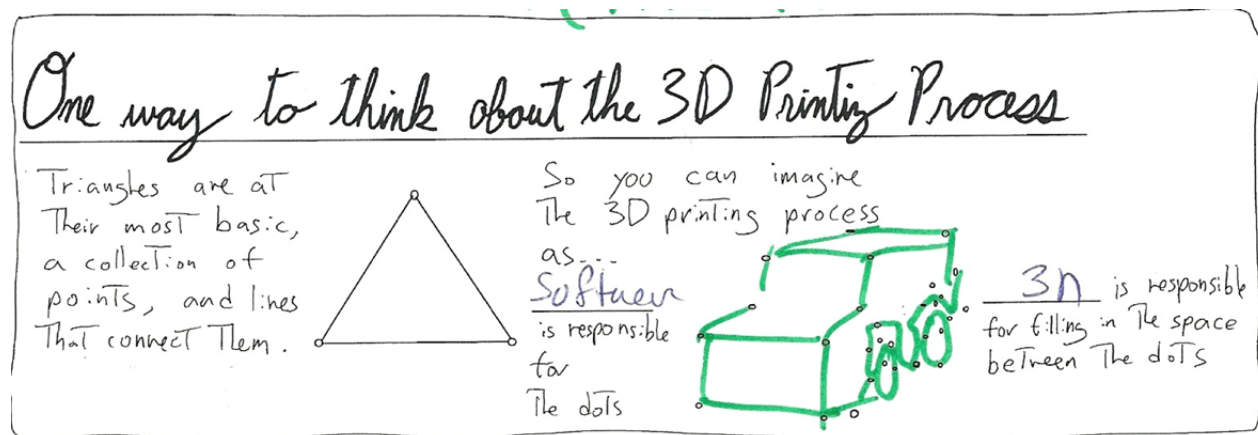 One way to think about the 3D Printing Process
Triangles are at
Their most basic,
a collection of
points, and lines
That connect Them.
So you can imagine
The 3D printing process
as...
Softwer
is responsible
for
The dots
is responsible
for filling in The space
between The dots